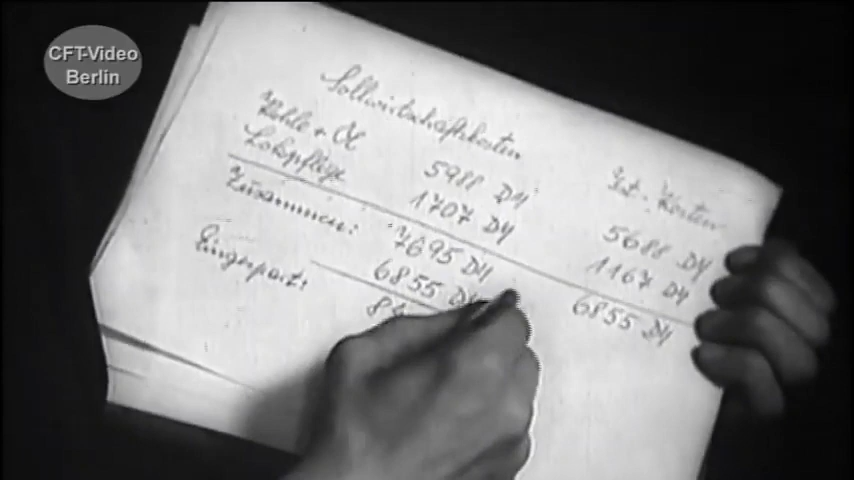 CFT-Video
Berlin
Sollwirtschaftskosten
Ist-Kosten
Kohle + Öl 5988 DM 5688 DM
Lokpflege 1707 DM 1167 DM
Zusammen: 7695 DM 6855 DM
6855 DM
Eingespart: 84